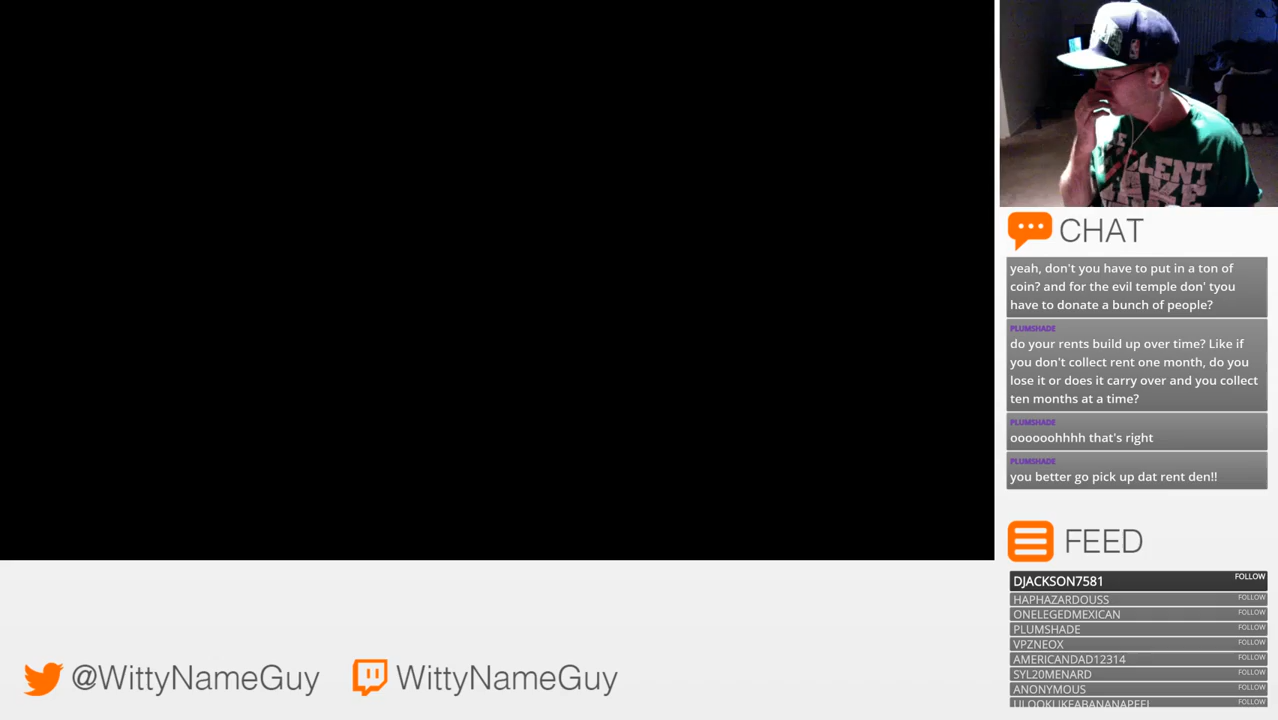 CHAT
yeah, don't you have to put in a ton of
coin? and for the evil temple don' tyou
have to donate a bunch of people?
PLUMSHADE
do your rents build up over time? Like if
you don't collect rent one month, do you
lose it or does it carry over and you collect
ten months at a time?
PLUMSHADE
oooooohhhh that's right
PLUMSHADE
you better go pick up dat rent den!!
FEED
DJACKSON7581 FOLLOW
HAPHAZARDOUSS FOLLOW
ONELEGEDMEXICAN FOLLOW
PLUMSHADE FOLLOW
VPZNEOX FOLLOW
AMERICANDAD12314 FOLLOW
SYL20MENARD FOLLOW
ANONYMOUS FOLLOW
ULOOKLIKEABANANAPEEL FOLLOW
@WittyNameGuy WittyNameGuy